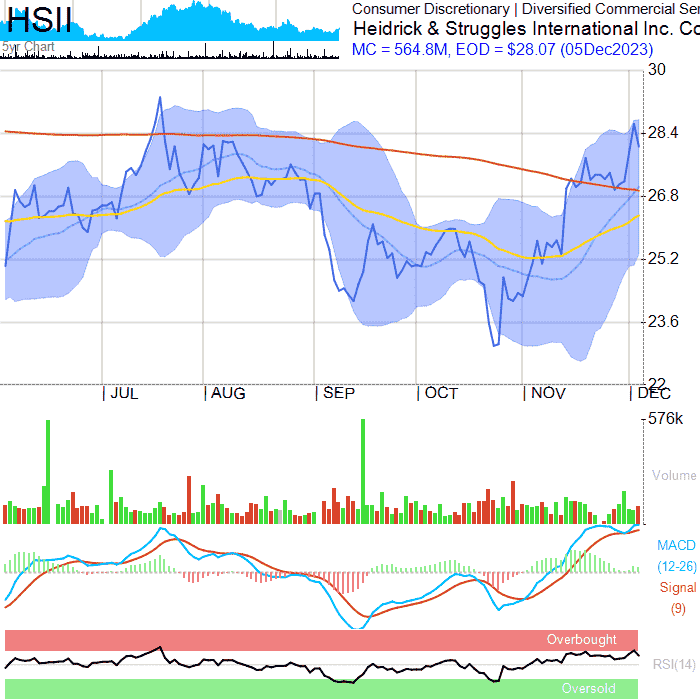 HSII
5yr Chart
Consumer Discretionary | Diversified Commercial Ser
Heidrick & Struggles International Inc. Co
MC = 564.8M, EOD = $28.07 (05Dec2023)
30
28.4
26.8
25.2
23.6
22
JUL AUG SEP OCT NOV DEC
576k
Volume
MACD
(12-26)
Signal
(9)
Overbought
RSI(14)
Oversold